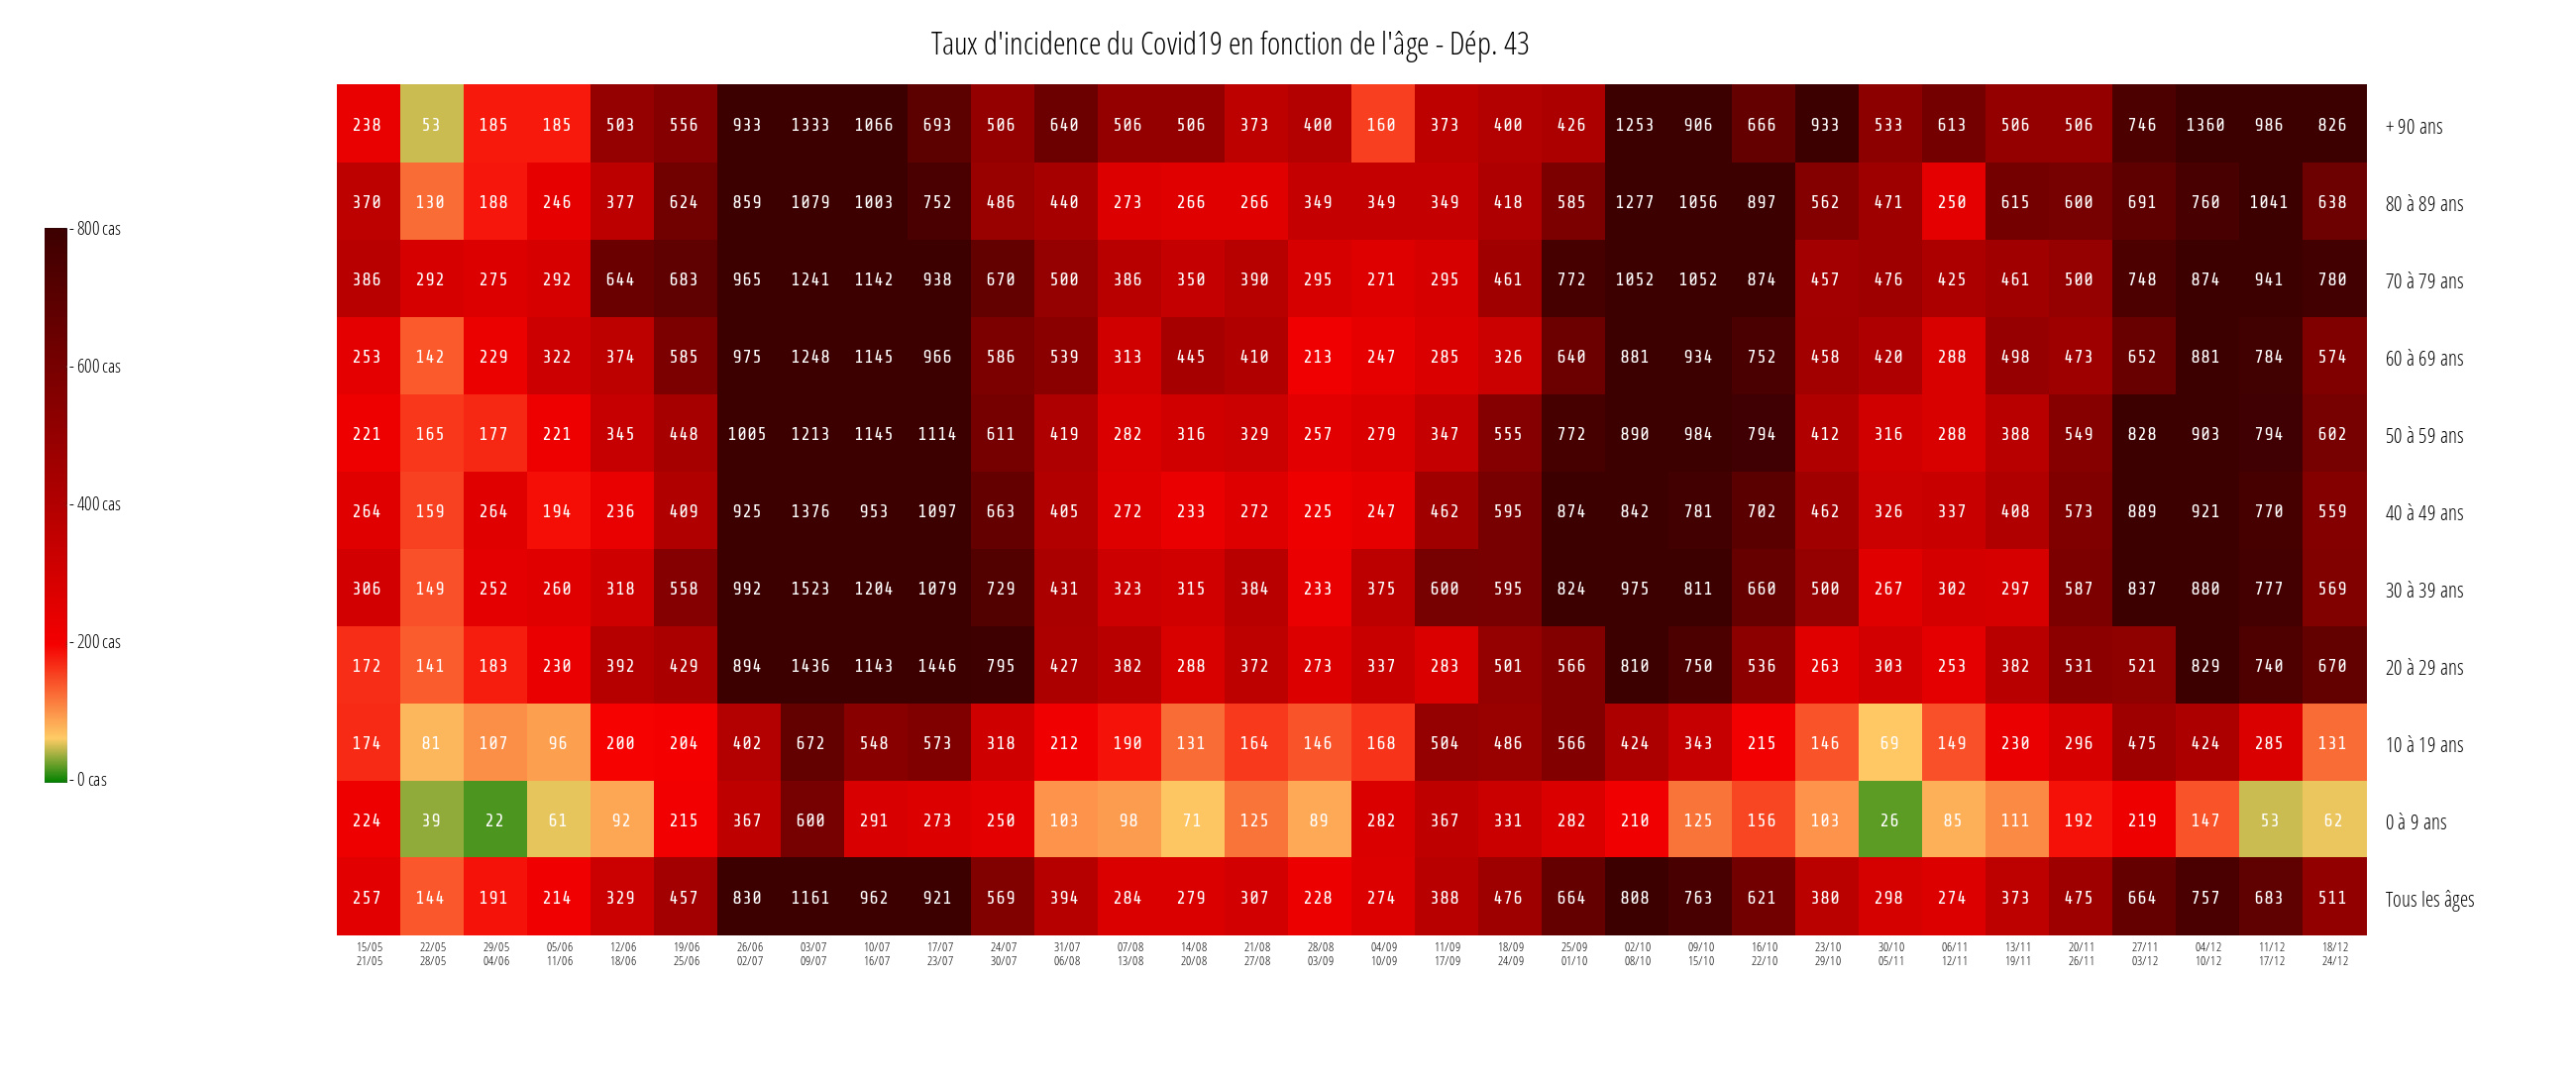 Taux d'incidence du Covid19 en fonction de l'âge - Dép. 43
238 53 185 185 503 556 933 1333 1066 693 506 640 506 506 373 400 160 373 400 426 1253 906 666 933 533 613 506 506 746 1360 986 826 + 90 ans
370 130 188 246 377 624 859 1079 1003 752 486 440 273 266 266 349 349 349 418 585 1277 1056 897 562 471 250 615 600 691 760 1041 638 80 à 89 ans
- 800 cas
386 292 275 292 644 683 965 1241 1142 938 670 500 386 350 390 295 271 295 461 772 1052 1052 874 457 476 425 461 500 748 874 941 780 70 à 79 ans
253 142 229 322 374 585 975 1248 1145 966 586 539 313 445 410 213 247 285 326 640 881 934 752 458 420 288 498 473 652 881 784 574 60 à 69 ans
- 600 cas
221 165 177 221 345 448 1005 1213 1145 1114 611 419 282 316 329 257 279 347 555 772 890 984 794 412 316 288 388 549 828 903 794 602 50 à 59 ans
- 400 cas
264 159 264 194 236 409 925 1376 953 1097 663 405 272 233 272 225 247 462 595 874 842 781 702 462 326 337 408 573 889 921 770 559 40 à 49 ans
306 149 252 260 318 558 992 1523 1204 1079 729 431 323 315 384 233 375 600 595 824 975 811 660 500 267 302 297 587 837 880 777 569 30 à 39 ans
- 200 cas
172 141 183 230 392 429 894 1436 1143 1446 795 427 382 288 372 273 337 283 501 566 810 750 536 263 303 253 382 531 521 829 740 670 20 à 29 ans
174 81 107 96 200 204 402 672 548 573 318 212 190 131 164 146 168 504 486 566 424 343 215 146 69 149 230 296 475 424 285 131 10 à 19 ans
- 0 cas
224 39 22 61 92 215 367 600 291 273 250 103 98 71 125 89 282 367 331 282 210 125 156 103 26 85 111 192 219 147 53 62 0 à 9 ans
257 144 191 214 329 457 830 1161 962 921 569 394 284 279 307 228 274 388 476 664 808 763 621 380 298 274 373 475 664 757 683 511 Tous les âges
15/05 22/05 29/05 05/06 12/06 19/06 26/06 03/07 10/07 17/07 24/07 31/07 07/08 14/08 21/08 28/08 04/09 11/09 18/09 25/09 02/10 09/10 16/10 23/10 30/10 06/11 13/11 20/11 27/11 04/12 11/12 18/12
21/05 28/05 04/06 11/06 18/06 25/06 02/07 09/07 16/07 23/07 30/07 06/08 13/08 20/08 27/08 03/09 10/09 17/09 24/09 01/10 08/10 15/10 22/10 29/10 05/11 12/11 19/11 26/11 03/12 10/12 17/12 24/12